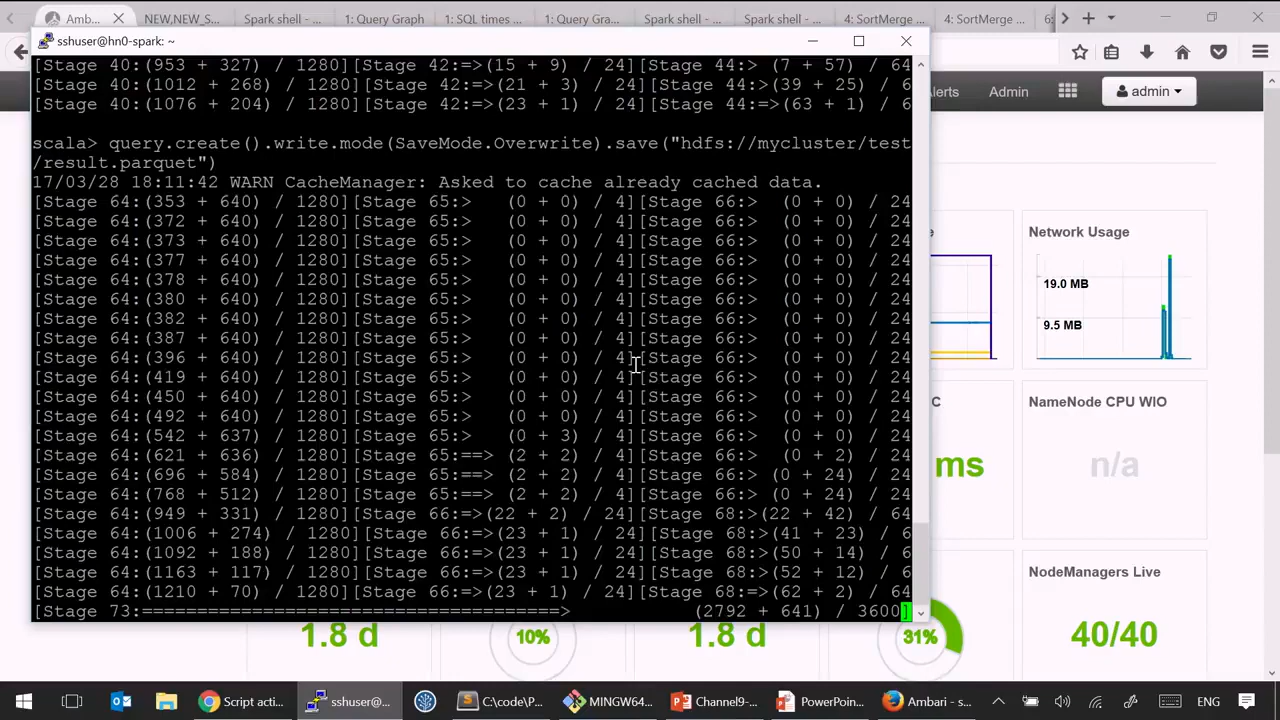 Amb...
NEW,NEW_S...
Spark shell - ...
1: Query Graph
1: SQL times ...
1: Query Gra...
Spark shell - ...
Spark shell - ...
4: SortMerge ...
4: SortMerge ...
sshuser@hn0-spark: ~
[Stage 40:(953 + 327) / 1280][Stage 42:=>(15 + 9) / 24][Stage 44:> (7 + 57) / 64
[Stage 40:(1012 + 268) / 1280][Stage 42:=>(21 + 3) / 24][Stage 44:>(39 + 25) / 6
[Stage 40:(1076 + 204) / 1280][Stage 42:=>(23 + 1) / 24][Stage 44:=>(63 + 1) / 6
scala> query.create().write.mode(SaveMode.Overwrite).save("hdfs://mycluster/test
/result.parquet")
17/03/28 18:11:42 WARN CacheManager: Asked to cache already cached data.
[Stage 64:(353 + 640) / 1280][Stage 65:> (0 + 0) / 4][Stage 66:> (0 + 0) / 24
[Stage 64:(372 + 640) / 1280][Stage 65:> (0 + 0) / 4][Stage 66:> (0 + 0) / 24
[Stage 64:(373 + 640) / 1280][Stage 65:> (0 + 0) / 4][Stage 66:> (0 + 0) / 24
[Stage 64:(377 + 640) / 1280][Stage 65:> (0 + 0) / 4][Stage 66:> (0 + 0) / 24
[Stage 64:(378 + 640) / 1280][Stage 65:> (0 + 0) / 4][Stage 66:> (0 + 0) / 24
[Stage 64:(380 + 640) / 1280][Stage 65:> (0 + 0) / 4][Stage 66:> (0 + 0) / 24
[Stage 64:(382 + 640) / 1280][Stage 65:> (0 + 0) / 4][Stage 66:> (0 + 0) / 24
[Stage 64:(387 + 640) / 1280][Stage 65:> (0 + 0) / 4][Stage 66:> (0 + 0) / 24
[Stage 64:(396 + 640) / 1280][Stage 65:> (0 + 0) / 4][Stage 66:> (0 + 0) / 24
[Stage 64:(419 + 640) / 1280][Stage 65:> (0 + 0) / 4][Stage 66:> (0 + 0) / 24
[Stage 64:(450 + 640) / 1280][Stage 65:> (0 + 0) / 4][Stage 66:> (0 + 0) / 24
[Stage 64:(492 + 640) / 1280][Stage 65:> (0 + 0) / 4][Stage 66:> (0 + 0) / 24
[Stage 64:(542 + 637) / 1280][Stage 65:> (0 + 3) / 4][Stage 66:> (0 + 0) / 24
[Stage 64:(621 + 636) / 1280][Stage 65:==> (2 + 2) / 4][Stage 66:> (0 + 2) / 24
[Stage 64:(696 + 584) / 1280][Stage 65:==> (2 + 2) / 4][Stage 66:> (0 + 24) / 24
[Stage 64:(768 + 512) / 1280][Stage 65:==> (2 + 2) / 4][Stage 66:> (0 + 24) / 24
[Stage 64:(949 + 331) / 1280][Stage 66:=>(22 + 2) / 24][Stage 68:>(22 + 42) / 64
[Stage 64:(1006 + 274) / 1280][Stage 66:=>(23 + 1) / 24][Stage 68:>(41 + 23) / 6
[Stage 64:(1092 + 188) / 1280][Stage 66:=>(23 + 1) / 24][Stage 68:>(50 + 14) / 6
[Stage 64:(1163 + 117) / 1280][Stage 66:=>(23 + 1) / 24][Stage 68:>(52 + 12) / 6
[Stage 64:(1210 + 70) / 1280][Stage 66:=>(23 + 1) / 24][Stage 68:=>(62 + 2) / 64
[Stage 73:======================================> (2792 + 641) / 3600]
Alerts
Admin
admin
Network Usage
19.0 MB
9.5 MB
NameNode CPU WIO
ms
n/a
NodeManagers Live
1.8 d
10%
1.8 d
31%
40/40
Script acti...
sshuser@...
C:\code\P...
MINGW64...
Channel9-...
PowerPoin...
Ambari - s...
ENG